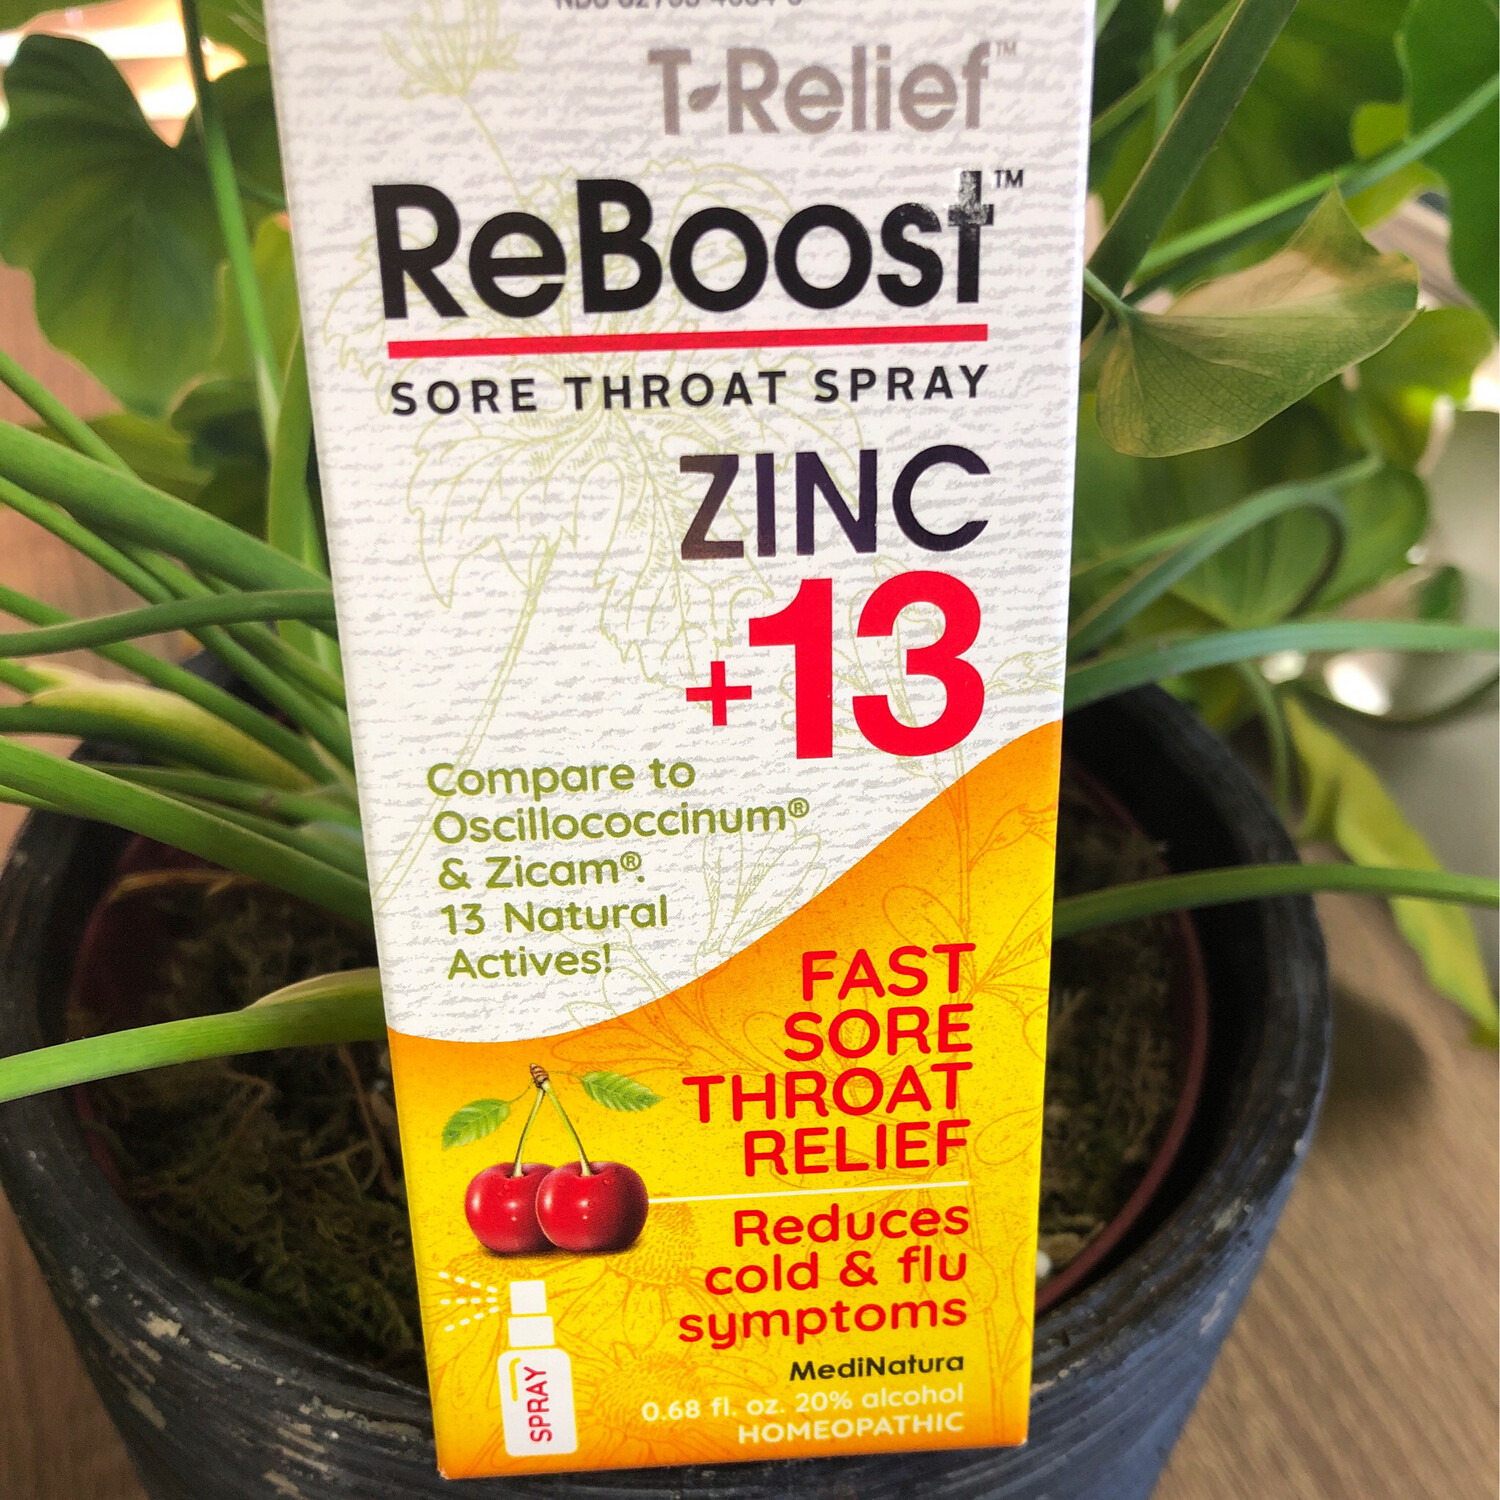 T-Relief™
ReBoost™
SORE THROAT SPRAY
ZINC
+13
Compare to
Oscillococcinum®
& Zicam®.
13 Natural
Actives!
FAST
SORE
THROAT
RELIEF
Reduces
cold & flu
symptoms
MediNatura
0.68 fl. oz. 20% alcohol
HOMEOPATHIC
SPRAY